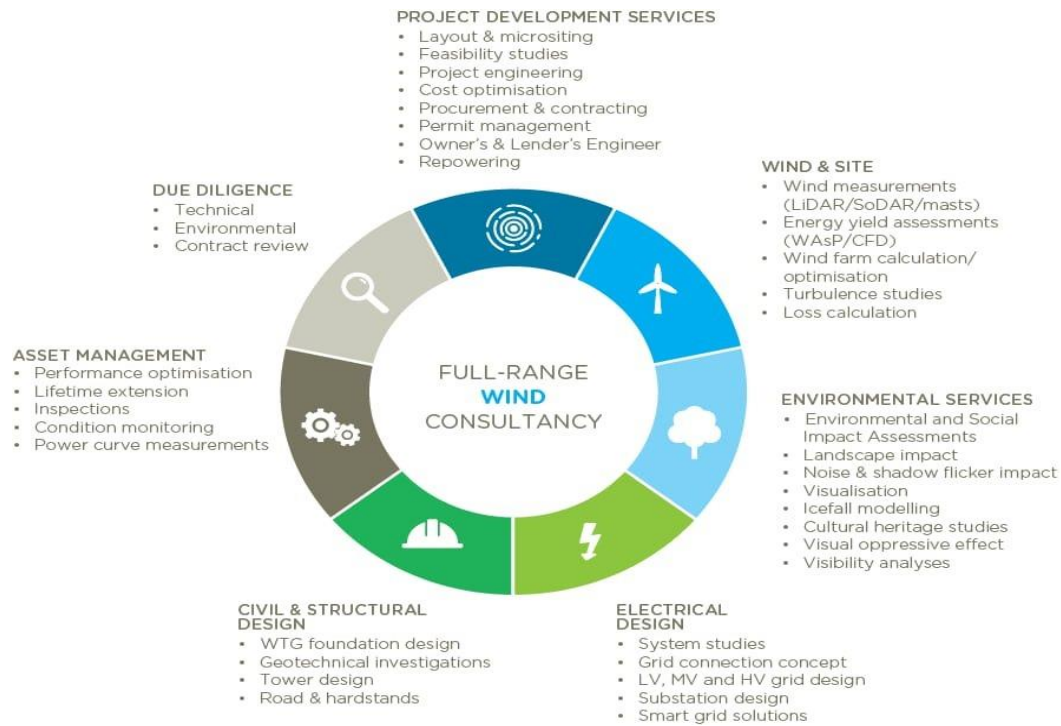 PROJECT DEVELOPMENT SERVICES
• Layout & micrositing
• Feasibility studies
• Project engineering
• Cost optimisation
• Procurement & contracting
• Permit management
• Owner's & Lender's Engineer
• Repowering
WIND & SITE
• Wind measurements
(LiDAR/SoDAR/masts)
• Energy yield assessments
(WAsP/CFD)
• Wind farm calculation/
optimisation
• Turbulence studies
• Loss calculation
DUE DILIGENCE
• Technical
• Environmental
• Contract review
ASSET MANAGEMENT
• Performance optimisation
• Lifetime extension
• Inspections
• Condition monitoring
• Power curve measurements
FULL-RANGE
WIND
CONSULTANCY
ENVIRONMENTAL SERVICES
• Environmental and Social
Impact Assessments
• Landscape impact
• Noise & shadow flicker impact
• Visualisation
• Icefall modelling
• Cultural heritage studies
• Visual oppressive effect
• Visibility analyses
CIVIL & STRUCTURAL
DESIGN
• WTG foundation design
• Geotechnical investigations
• Tower design
• Road & hardstands
ELECTRICAL
DESIGN
• System studies
• Grid connection concept
• LV, MV and HV grid design
• Substation design
• Smart grid solutions